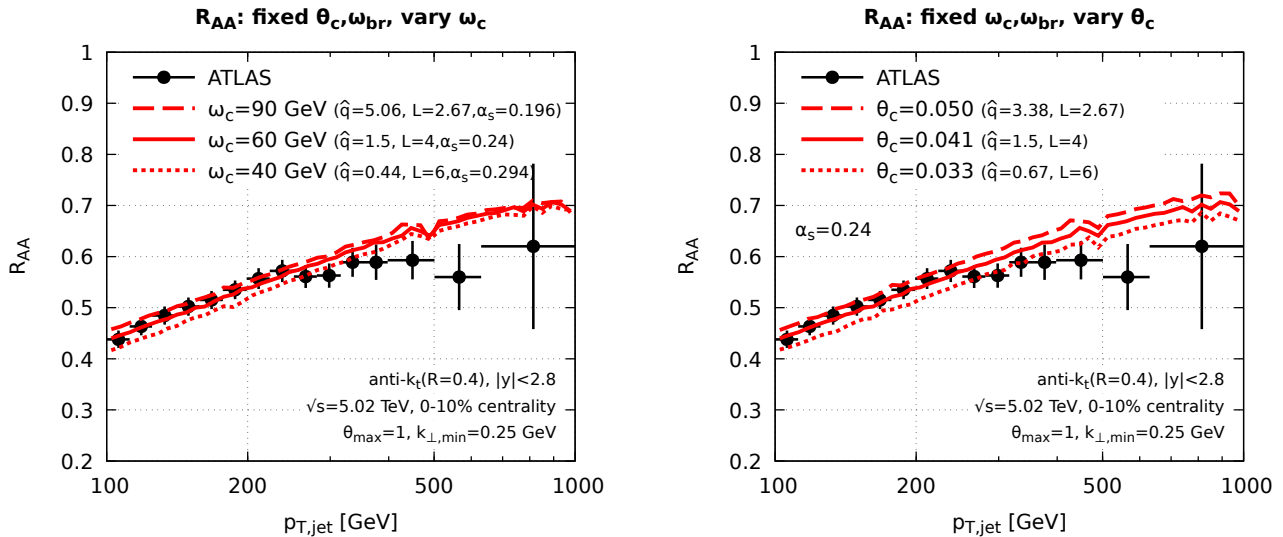 R_AA: fixed θ_c,ω_br, vary ω_c
1
0.9
0.8
0.7
0.6
0.5
0.4
0.3
0.2
R_AA
ATLAS
ω_c=90 GeV (q̂=5.06, L=2.67,α_s=0.196)
ω_c=60 GeV (q̂=1.5, L=4,α_s=0.24)
ω_c=40 GeV (q̂=0.44, L=6,α_s=0.294)
anti-k_t(R=0.4), |y|<2.8
√s=5.02 TeV, 0-10% centrality
θ_max=1, k_⊥,min=0.25 GeV
100 200 500 1000
p_T,jet [GeV]
R_AA: fixed ω_c,ω_br, vary θ_c
1
0.9
0.8
0.7
0.6
0.5
0.4
0.3
0.2
R_AA
ATLAS
θ_c=0.050 (q̂=3.38, L=2.67)
θ_c=0.041 (q̂=1.5, L=4)
θ_c=0.033 (q̂=0.67, L=6)
α_s=0.24
anti-k_t(R=0.4), |y|<2.8
√s=5.02 TeV, 0-10% centrality
θ_max=1, k_⊥,min=0.25 GeV
100 200 500 1000
p_T,jet [GeV]